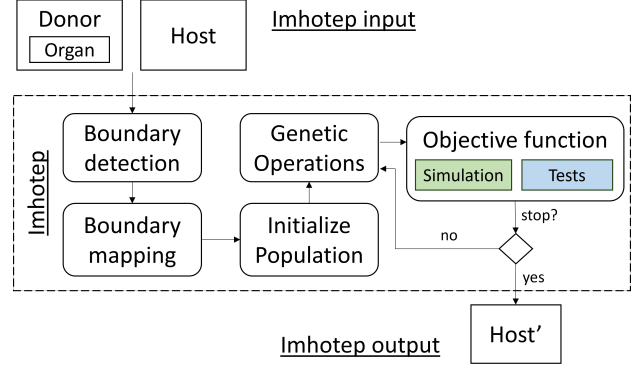 Donor
Organ
Host
Imhotep input
Imhotep
Boundary
detection
Boundary
mapping
Genetic
Operations
Initialize
Population
Objective function
Simulation
Tests
stop?
no
yes
Host’
Imhotep output